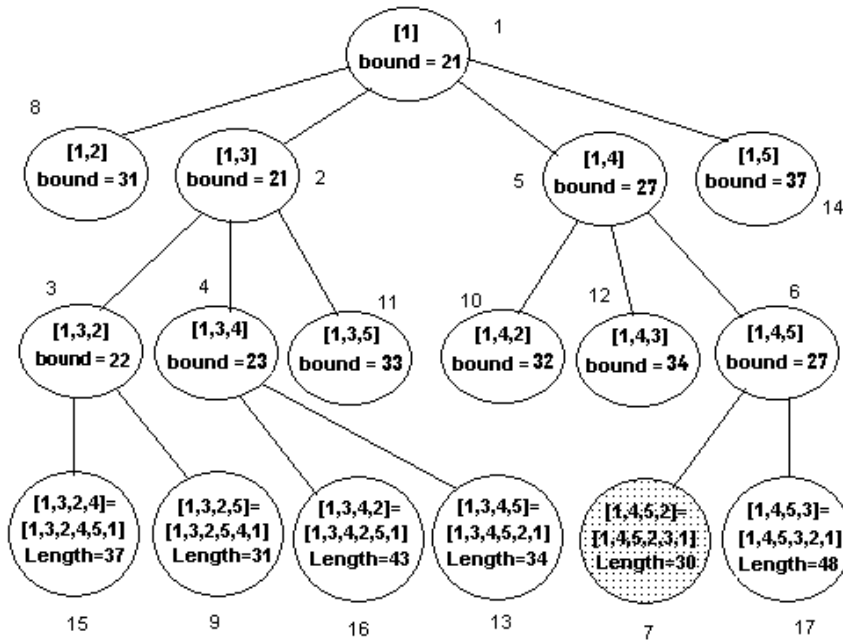 1
[1]
bound = 21
8
[1,2]
bound = 31
[1,3]
bound = 21
2
5
[1,4]
bound = 27
[1,5]
bound = 37
14
3
[1,3,2]
bound = 22
4
[1,3,4]
bound = 23
11
[1,3,5]
bound = 33
10
[1,4,2]
bound = 32
12
[1,4,3]
bound = 34
6
[1,4,5]
bound = 27
[1,3,2,4]=
[1,3,2,4,5,1]
Length=37
15
[1,3,2,5]=
[1,3,2,5,4,1]
Length=31
9
[1,3,4,2]=
[1,3,4,2,5,1]
Length=43
16
[1,3,4,5]=
[1,3,4,5,2,1]
Length=34
13
[1,4,5,2]=
[1,4,5,2,3,1]
Length=30
7
[1,4,5,3]=
[1,4,5,3,2,1]
Length=48
17